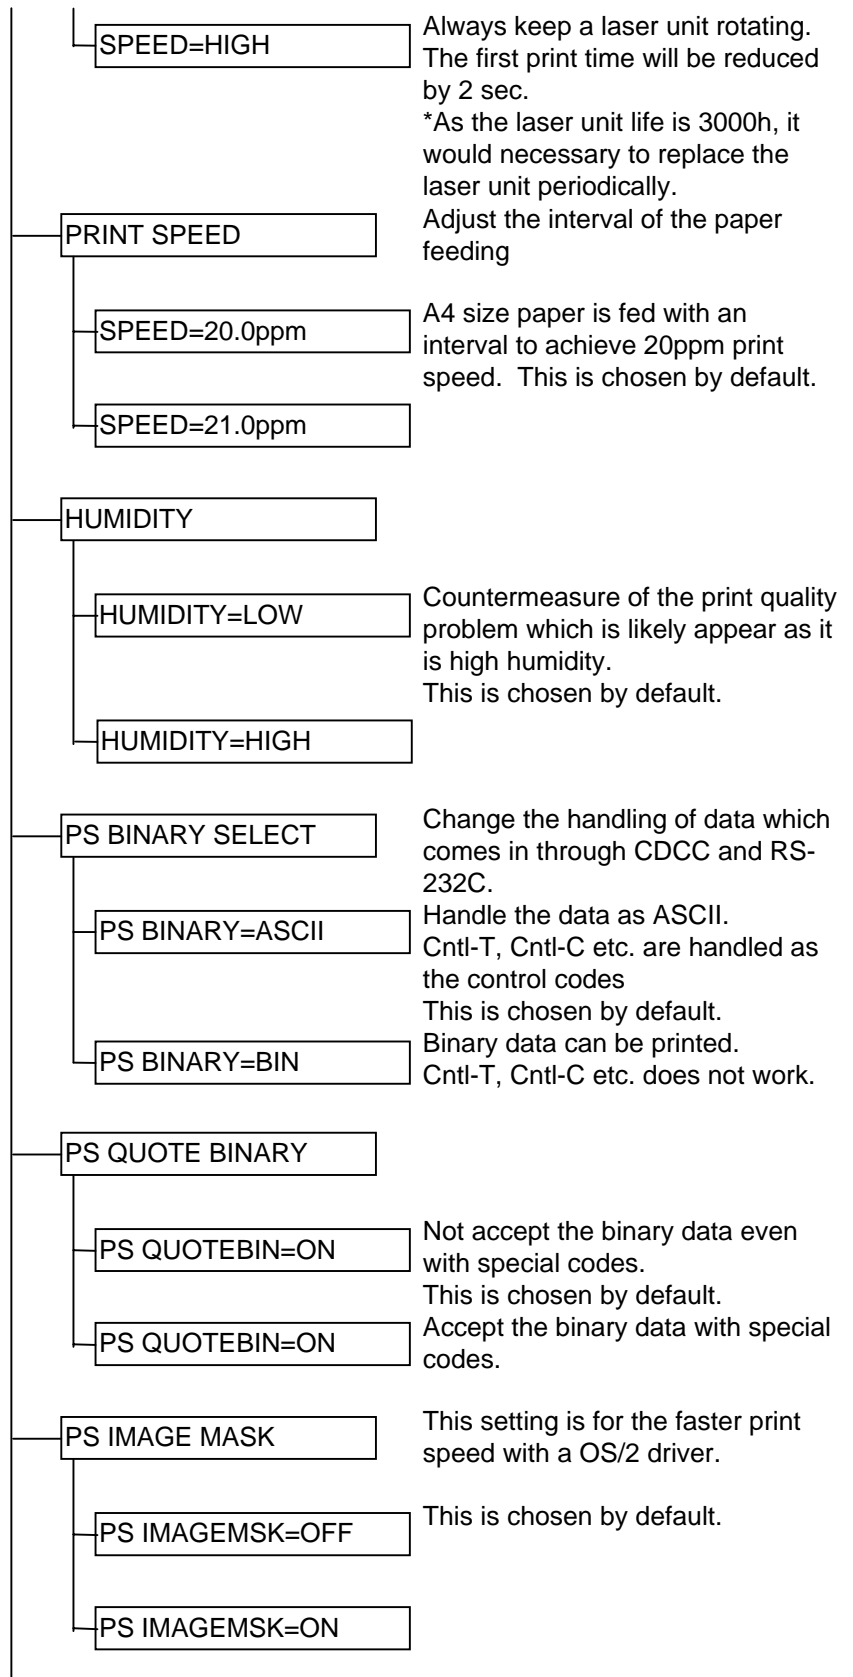 SPEED=HIGH
Always keep a laser unit rotating.
The first print time will be reduced
by 2 sec.
*As the laser unit life is 3000h, it
would necessary to replace the
laser unit periodically.
PRINT SPEED
Adjust the interval of the paper
feeding
SPEED=20.0ppm
A4 size paper is fed with an
interval to achieve 20ppm print
speed.  This is chosen by default.
SPEED=21.0ppm
HUMIDITY
HUMIDITY=LOW
Countermeasure of the print quality
problem which is likely appear as it
is high humidity.
This is chosen by default.
HUMIDITY=HIGH
PS BINARY SELECT
Change the handling of data which
comes in through CDCC and RS-
232C.
PS BINARY=ASCII
Handle the data as ASCII.
Cntl-T, Cntl-C etc. are handled as
the control codes
This is chosen by default.
PS BINARY=BIN
Binary data can be printed.
Cntl-T, Cntl-C etc. does not work.
PS QUOTE BINARY
PS QUOTEBIN=ON
Not accept the binary data even
with special codes.
This is chosen by default.
PS QUOTEBIN=ON
Accept the binary data with special
codes.
PS IMAGE MASK
This setting is for the faster print
speed with a OS/2 driver.
PS IMAGEMSK=OFF
This is chosen by default.
PS IMAGEMSK=ON